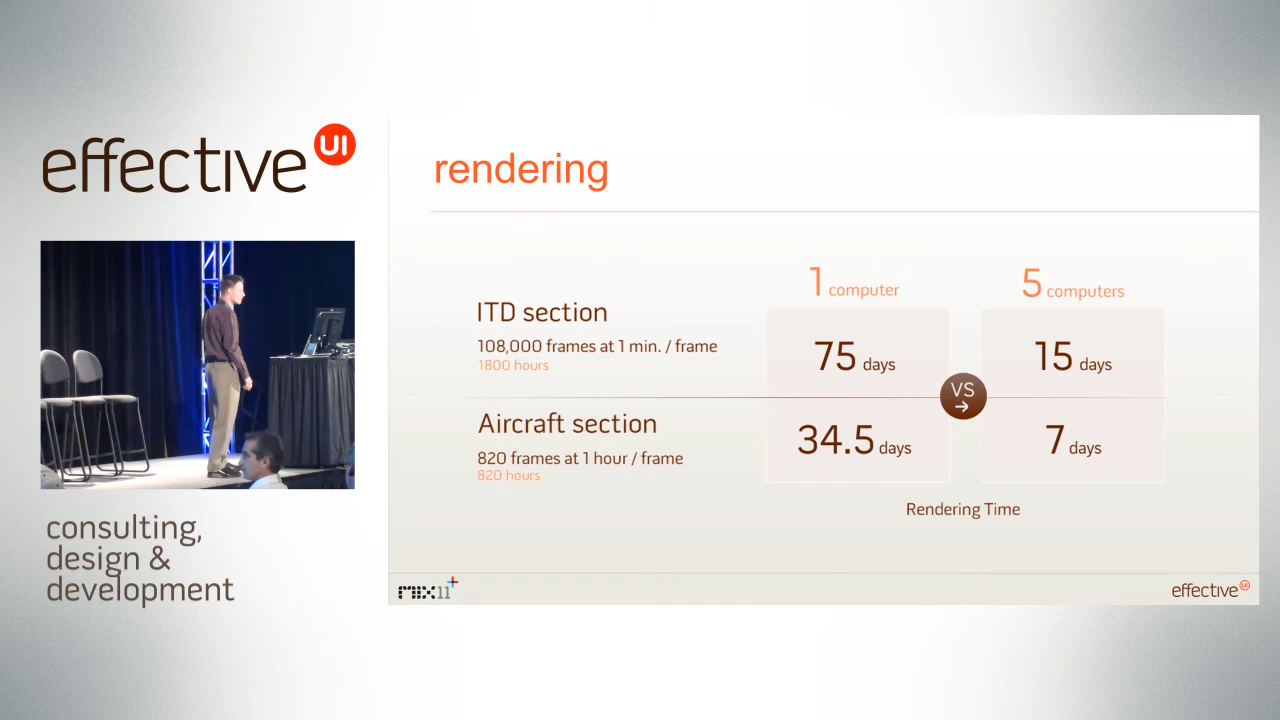 effective UI
consulting,
design &
development
rendering
1 computer
5 computers
ITD section
108,000 frames at 1 min. / frame
1800 hours
75 days
15 days
VS
Aircraft section
820 frames at 1 hour / frame
820 hours
34.5 days
7 days
Rendering Time
mix11
effective UI